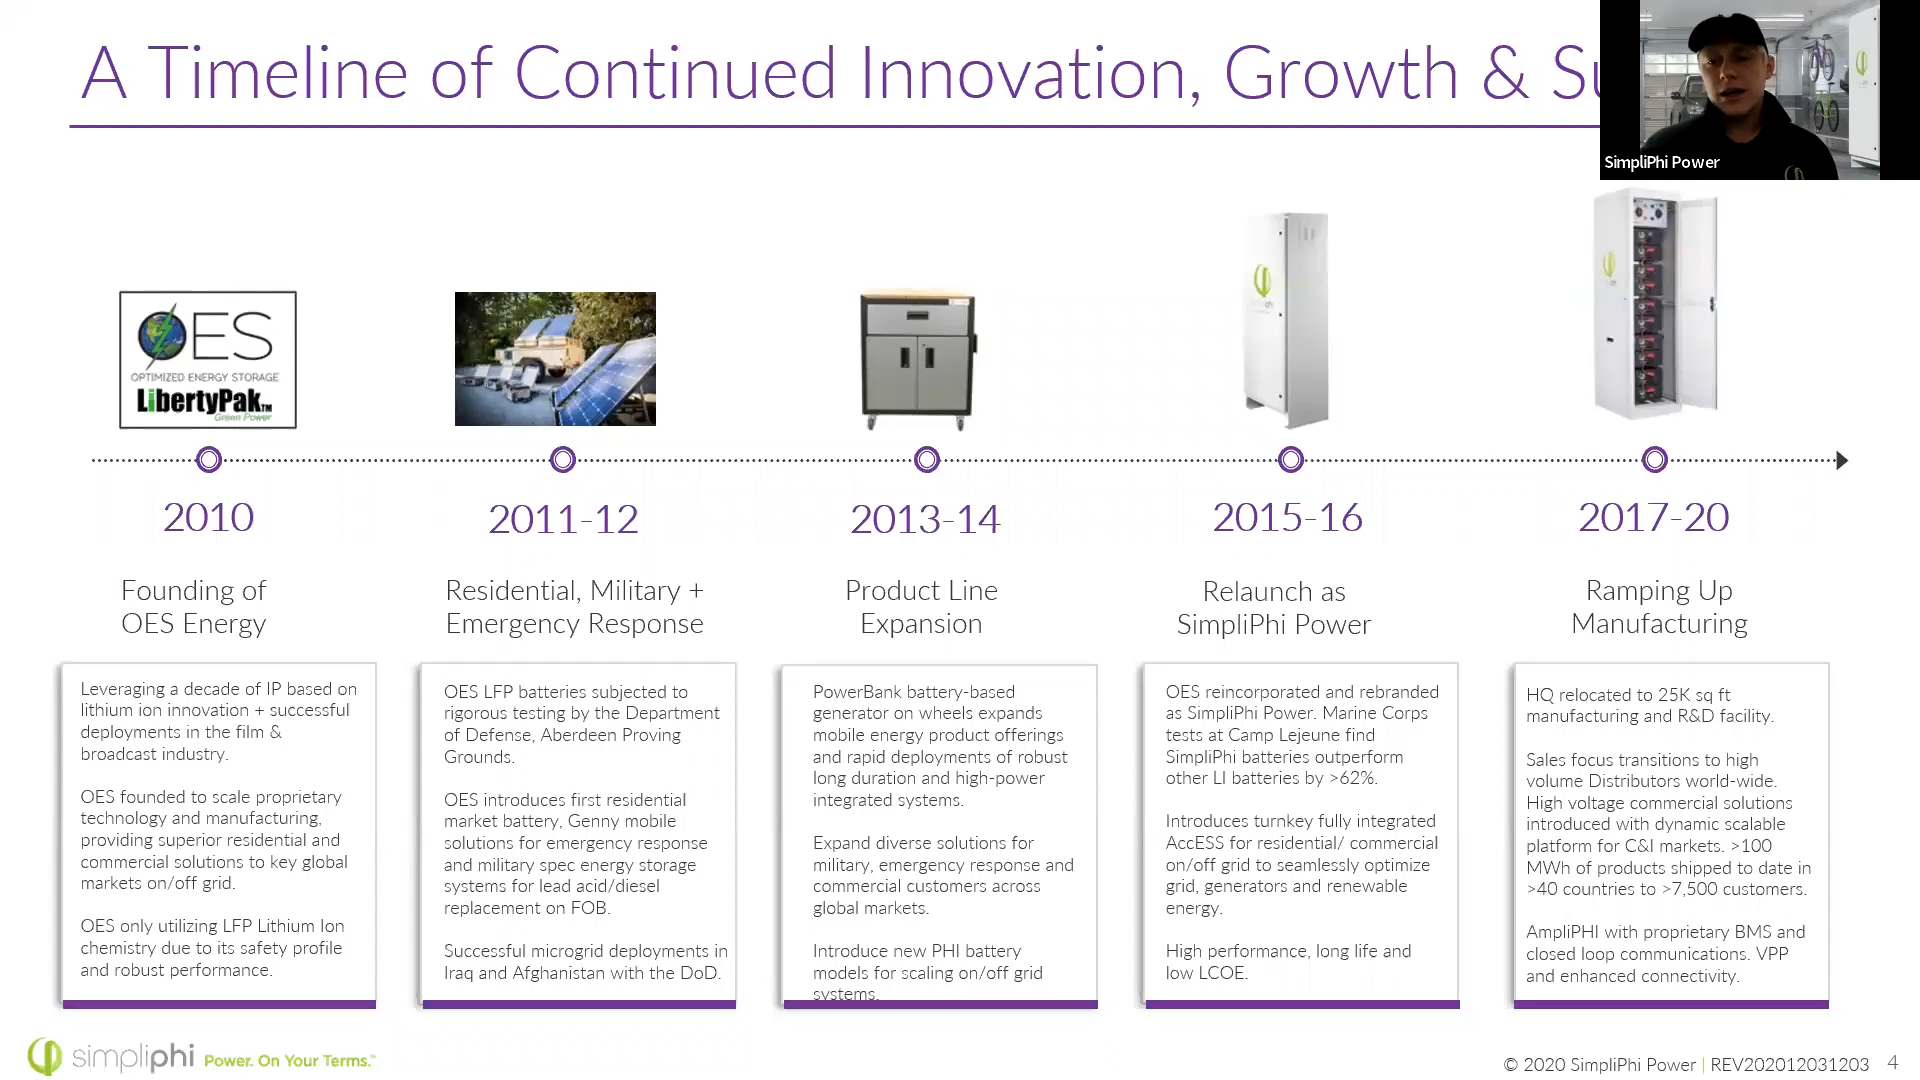 A Timeline of Continued Innovation, Growth & Su
SimpliPhi Power
OES
OPTIMIZED ENERGY STORAGE
LibertyPak™
Green Power
2010
2011-12
2013-14
2015-16
2017-20
Founding of
OES Energy
Residential, Military +
Emergency Response
Product Line
Expansion
Relaunch as
SimpliPhi Power
Ramping Up
Manufacturing
Leveraging a decade of IP based on
lithium ion innovation + successful
deployments in the film &
broadcast industry.
OES founded to scale proprietary
technology and manufacturing,
providing superior residential and
commercial solutions to key global
markets on/off grid.
OES only utilizing LFP Lithium Ion
chemistry due to its safety profile
and robust performance.
OES LFP batteries subjected to
rigorous testing by the Department
of Defense, Aberdeen Proving
Grounds.
OES introduces first residential
market battery, Genny mobile
solutions for emergency response
and military spec energy storage
systems for lead acid/diesel
replacement on FOB.
Successful microgrid deployments in
Iraq and Afghanistan with the DoD.
PowerBank battery-based
generator on wheels expands
mobile energy product offerings
and rapid deployments of robust
long duration and high-power
integrated systems.
Expand diverse solutions for
military, emergency response and
commercial customers across
global markets.
Introduce new PHI battery
models for scaling on/off grid
systems.
OES reincorporated and rebranded
as SimpliPhi Power. Marine Corps
tests at Camp Lejeune find
SimpliPhi batteries outperform
other LI batteries by >62%.
Introduces turnkey fully integrated
AccESS for residential/ commercial
on/off grid to seamlessly optimize
grid, generators and renewable
energy.
High performance, long life and
low LCOE.
HQ relocated to 25K sq ft
manufacturing and R&D facility.
Sales focus transitions to high
volume Distributors world-wide.
High voltage commercial solutions
introduced with dynamic scalable
platform for C&I markets. >100
MWh of products shipped to date in
>40 countries to >7,500 customers.
AmpliPHI with proprietary BMS and
closed loop communications. VPP
and enhanced connectivity.
simpliphi Power. On Your Terms.™
© 2020 SimpliPhi Power | REV202012031203 4